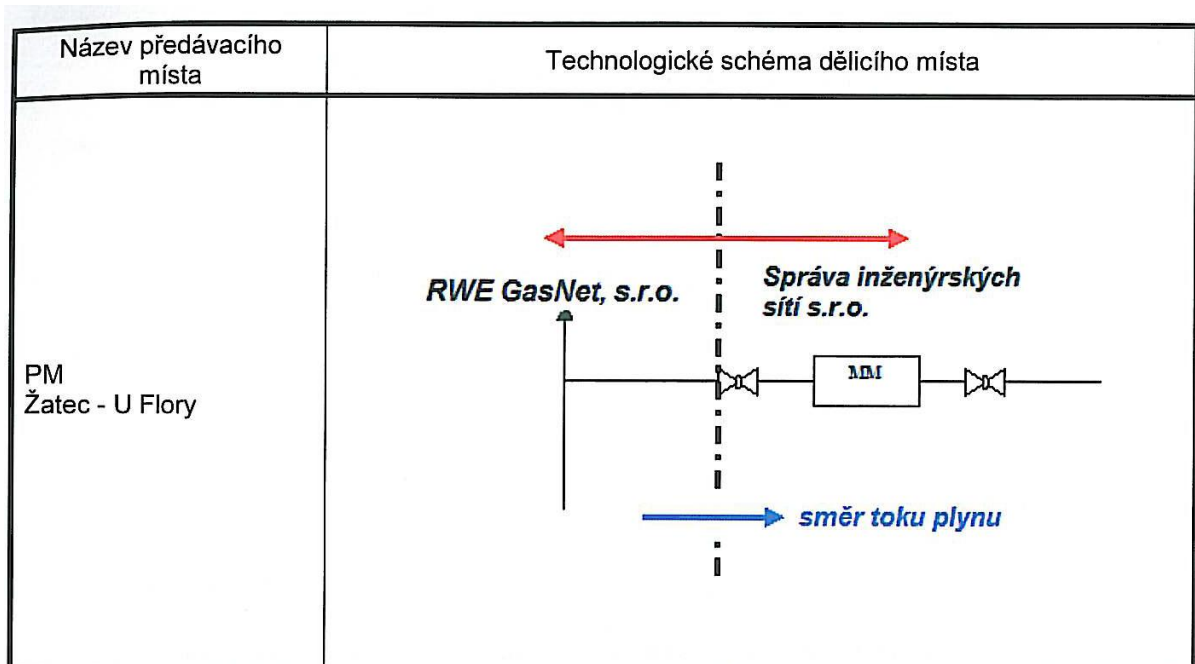 Název předávacího
místa
Technologické schéma dělicího místa
RWE GasNet, s.r.o.
Správa inženýrských
sítí s.r.o.
MM
PM
Žatec - U Flory
směr toku plynu